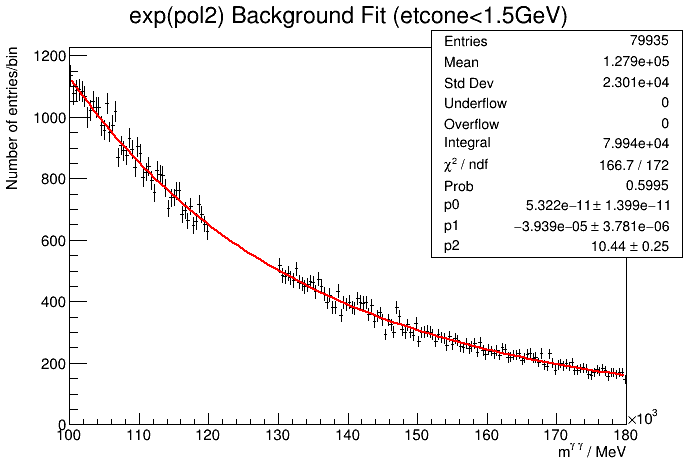 exp(pol2) Background Fit (etcone<1.5GeV)
Entries 79935
Mean 1.279e+05
Std Dev 2.301e+04
Underflow 0
Overflow 0
Integral 7.994e+04
χ² / ndf 166.7 / 172
Prob 0.5995
p0 5.322e−11 ± 1.399e−11
p1 −3.939e−05 ± 3.781e−06
p2 10.44 ± 0.25
Number of entries/bin
1200
1000
800
600
400
200
0
100 110 120 130 140 150 160 170 180
×10³
m^γγ / MeV